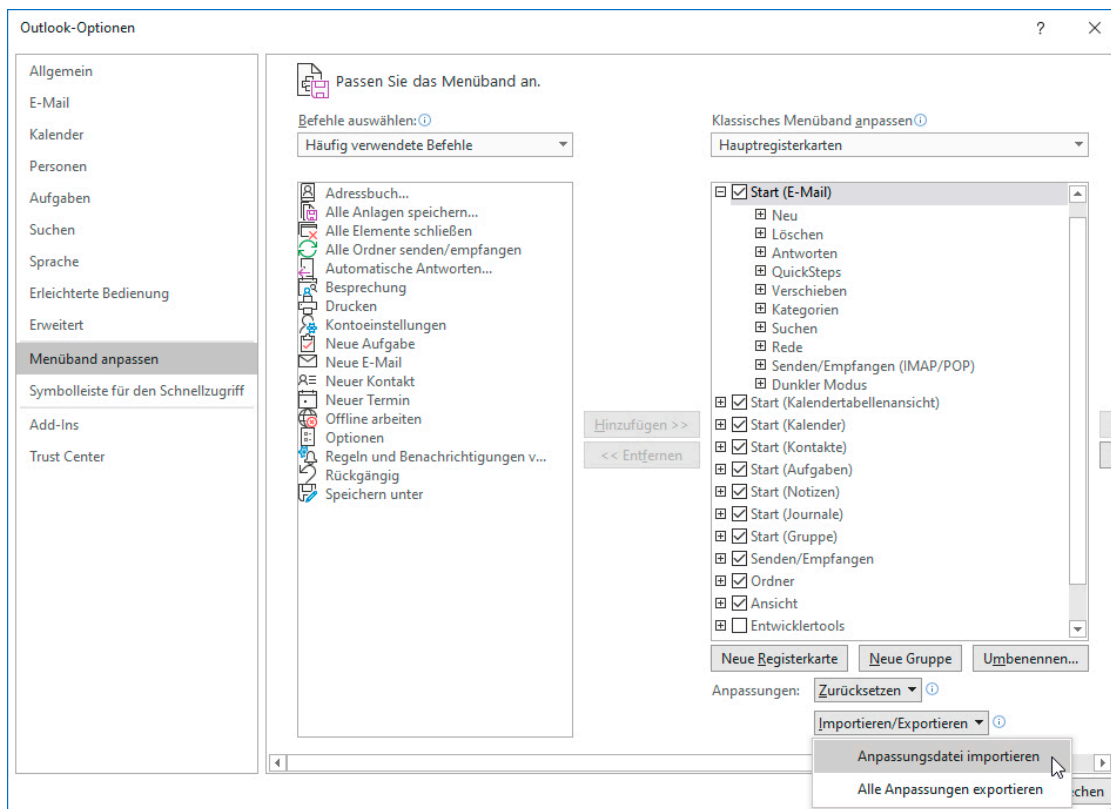 Outlook-Optionen
?
Allgemein
E-Mail
Kalender
Personen
Aufgaben
Suchen
Sprache
Erleichterte Bedienung
Erweitert
Menüband anpassen
Symbolleiste für den Schnellzugriff
Add-Ins
Trust Center
Passen Sie das Menüband an.
Befehle auswählen:
Häufig verwendete Befehle
Adressbuch...
Alle Anlagen speichern...
Alle Elemente schließen
Alle Ordner senden/empfangen
Automatische Antworten...
Besprechung
Drucken
Kontoeinstellungen
Neue Aufgabe
Neue E-Mail
Neuer Kontakt
Neuer Termin
Offline arbeiten
Optionen
Regeln und Benachrichtigungen v...
Rückgängig
Speichern unter
Hinzufügen >>
<< Entfernen
Klassisches Menüband anpassen
Hauptregisterkarten
Start (E-Mail)
Neu
Löschen
Antworten
QuickSteps
Verschieben
Kategorien
Suchen
Rede
Senden/Empfangen (IMAP/POP)
Dunkler Modus
Start (Kalendertabellenansicht)
Start (Kalender)
Start (Kontakte)
Start (Aufgaben)
Start (Notizen)
Start (Journale)
Start (Gruppe)
Senden/Empfangen
Ordner
Ansicht
Entwicklertools
Neue Registerkarte Neue Gruppe Umbenennen...
Anpassungen: Zurücksetzen
Importieren/Exportieren
Anpassungsdatei importieren
Alle Anpassungen exportieren
chen